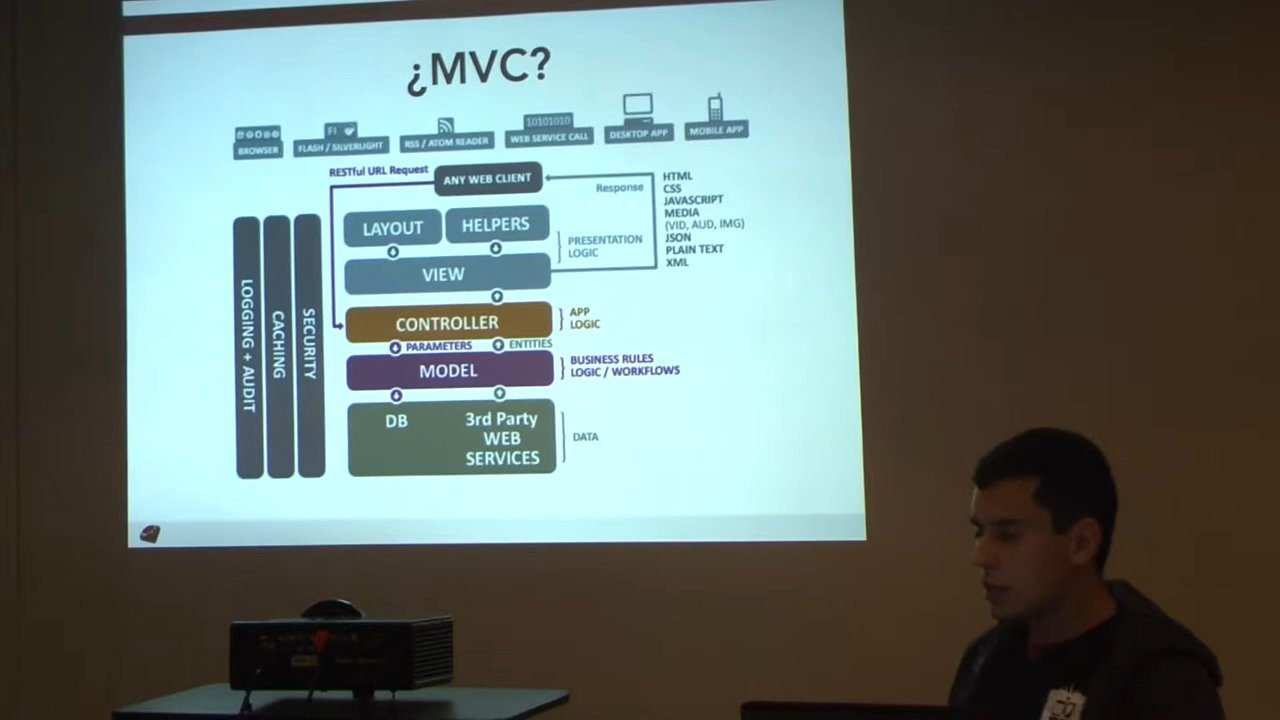 ¿MVC?
BROWSER
FI
FLASH / SILVERLIGHT
RSS / ATOM READER
10101010
WEB SERVICE CALL
DESKTOP APP
MOBILE APP
RESTful URL Request
ANY WEB CLIENT
Response
HTML
CSS
JAVASCRIPT
MEDIA
(VID, AUD, IMG)
JSON
PLAIN TEXT
XML
LAYOUT
HELPERS
PRESENTATION
LOGIC
VIEW
CONTROLLER
APP
LOGIC
PARAMETERS
ENTITIES
MODEL
BUSINESS RULES
LOGIC / WORKFLOWS
DB
3rd Party
WEB
SERVICES
DATA
LOGGING + AUDIT
CACHING
SECURITY